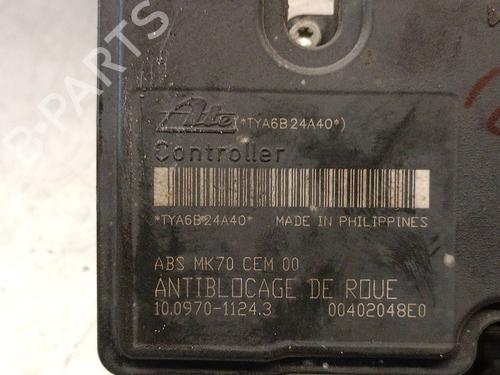 Ate (*TYA6B24A40*)
Controller
*TYA6B24A40* MADE IN PHILIPPINES
ABS MK70 CEM 00
ANTIBLOCAGE DE ROUE
10.0970-1124.3 00402048E0
PARTS